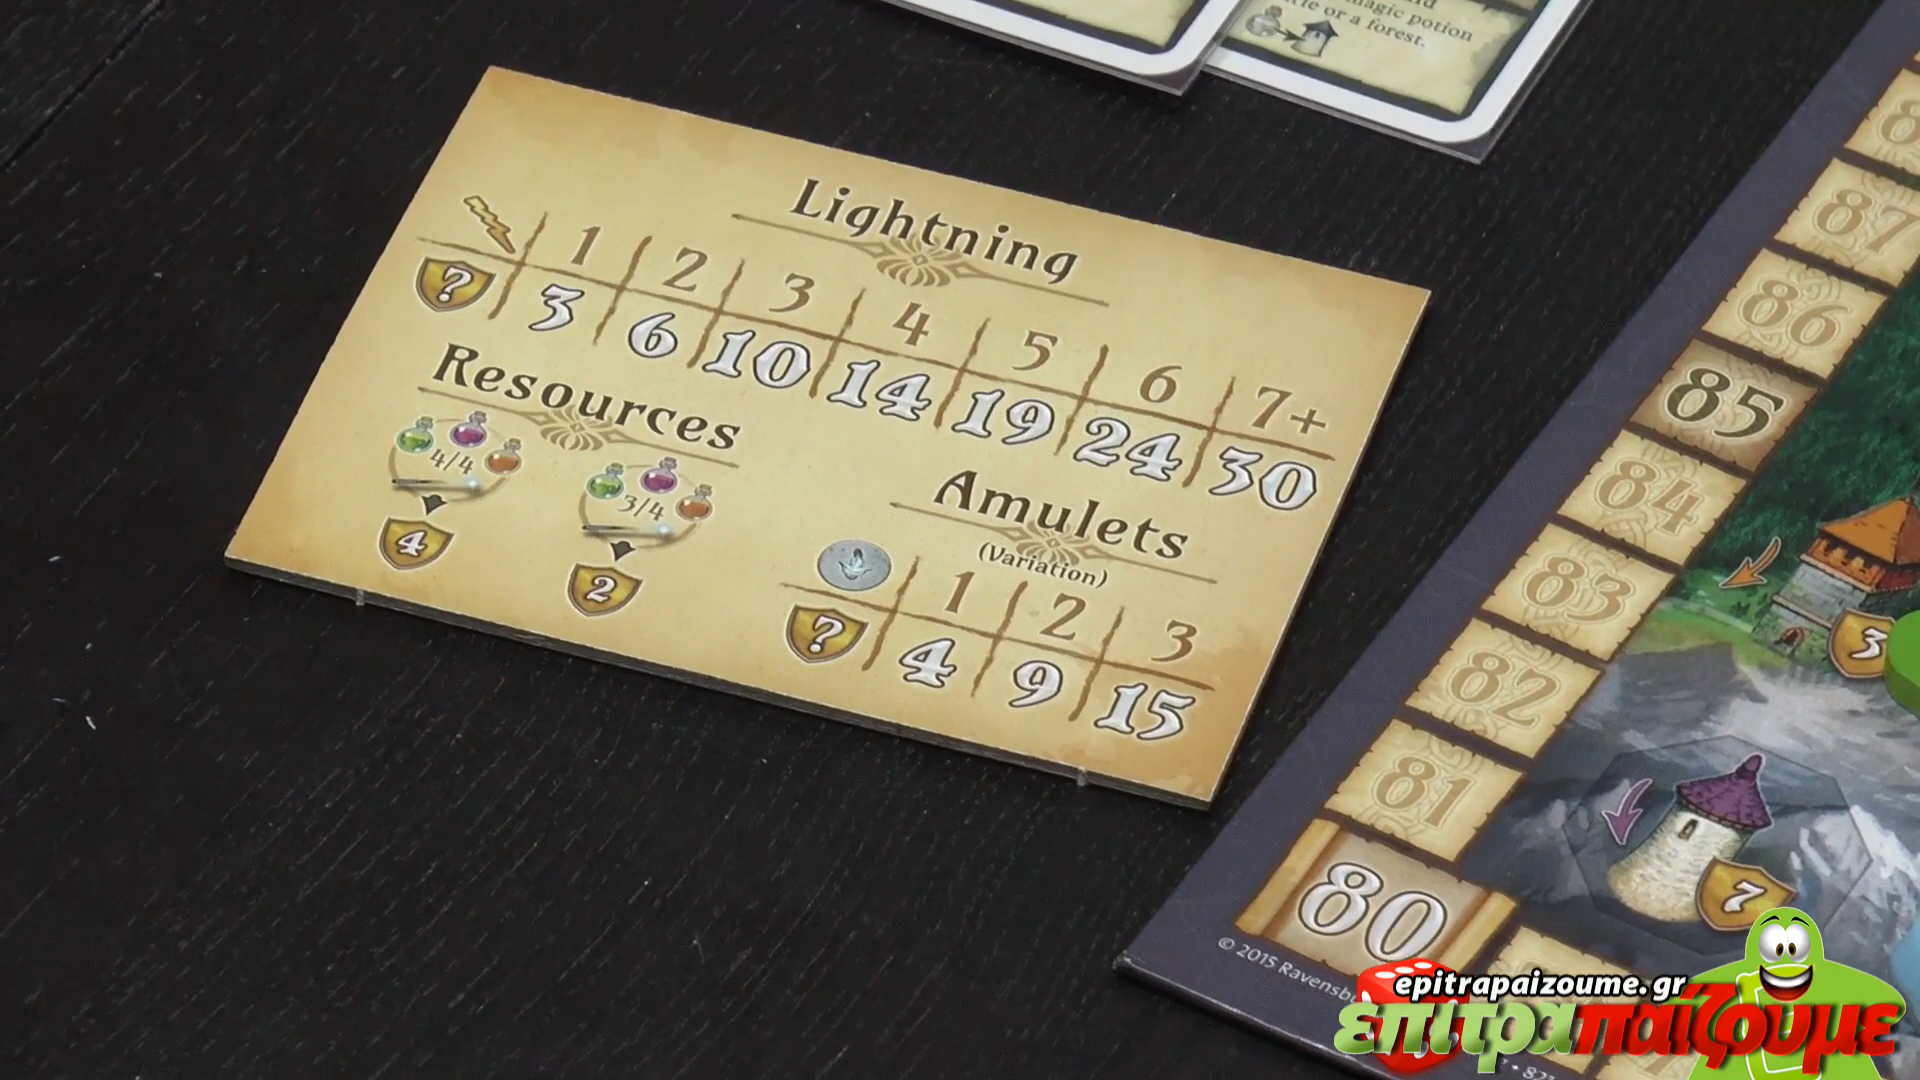 magic potion
or a forest.
Lightning
1 2 3 4 5 6 7+
? 3 6 10 14 19 24 30
Resources
4/4
4
3/4
2
Amulets
(Variation)
1 2 3
? 4 9 15
87
86
85
84
83
82
81
80
3
7
© 2015
epitrapaizoume.gr
επιτραπαίζουμε